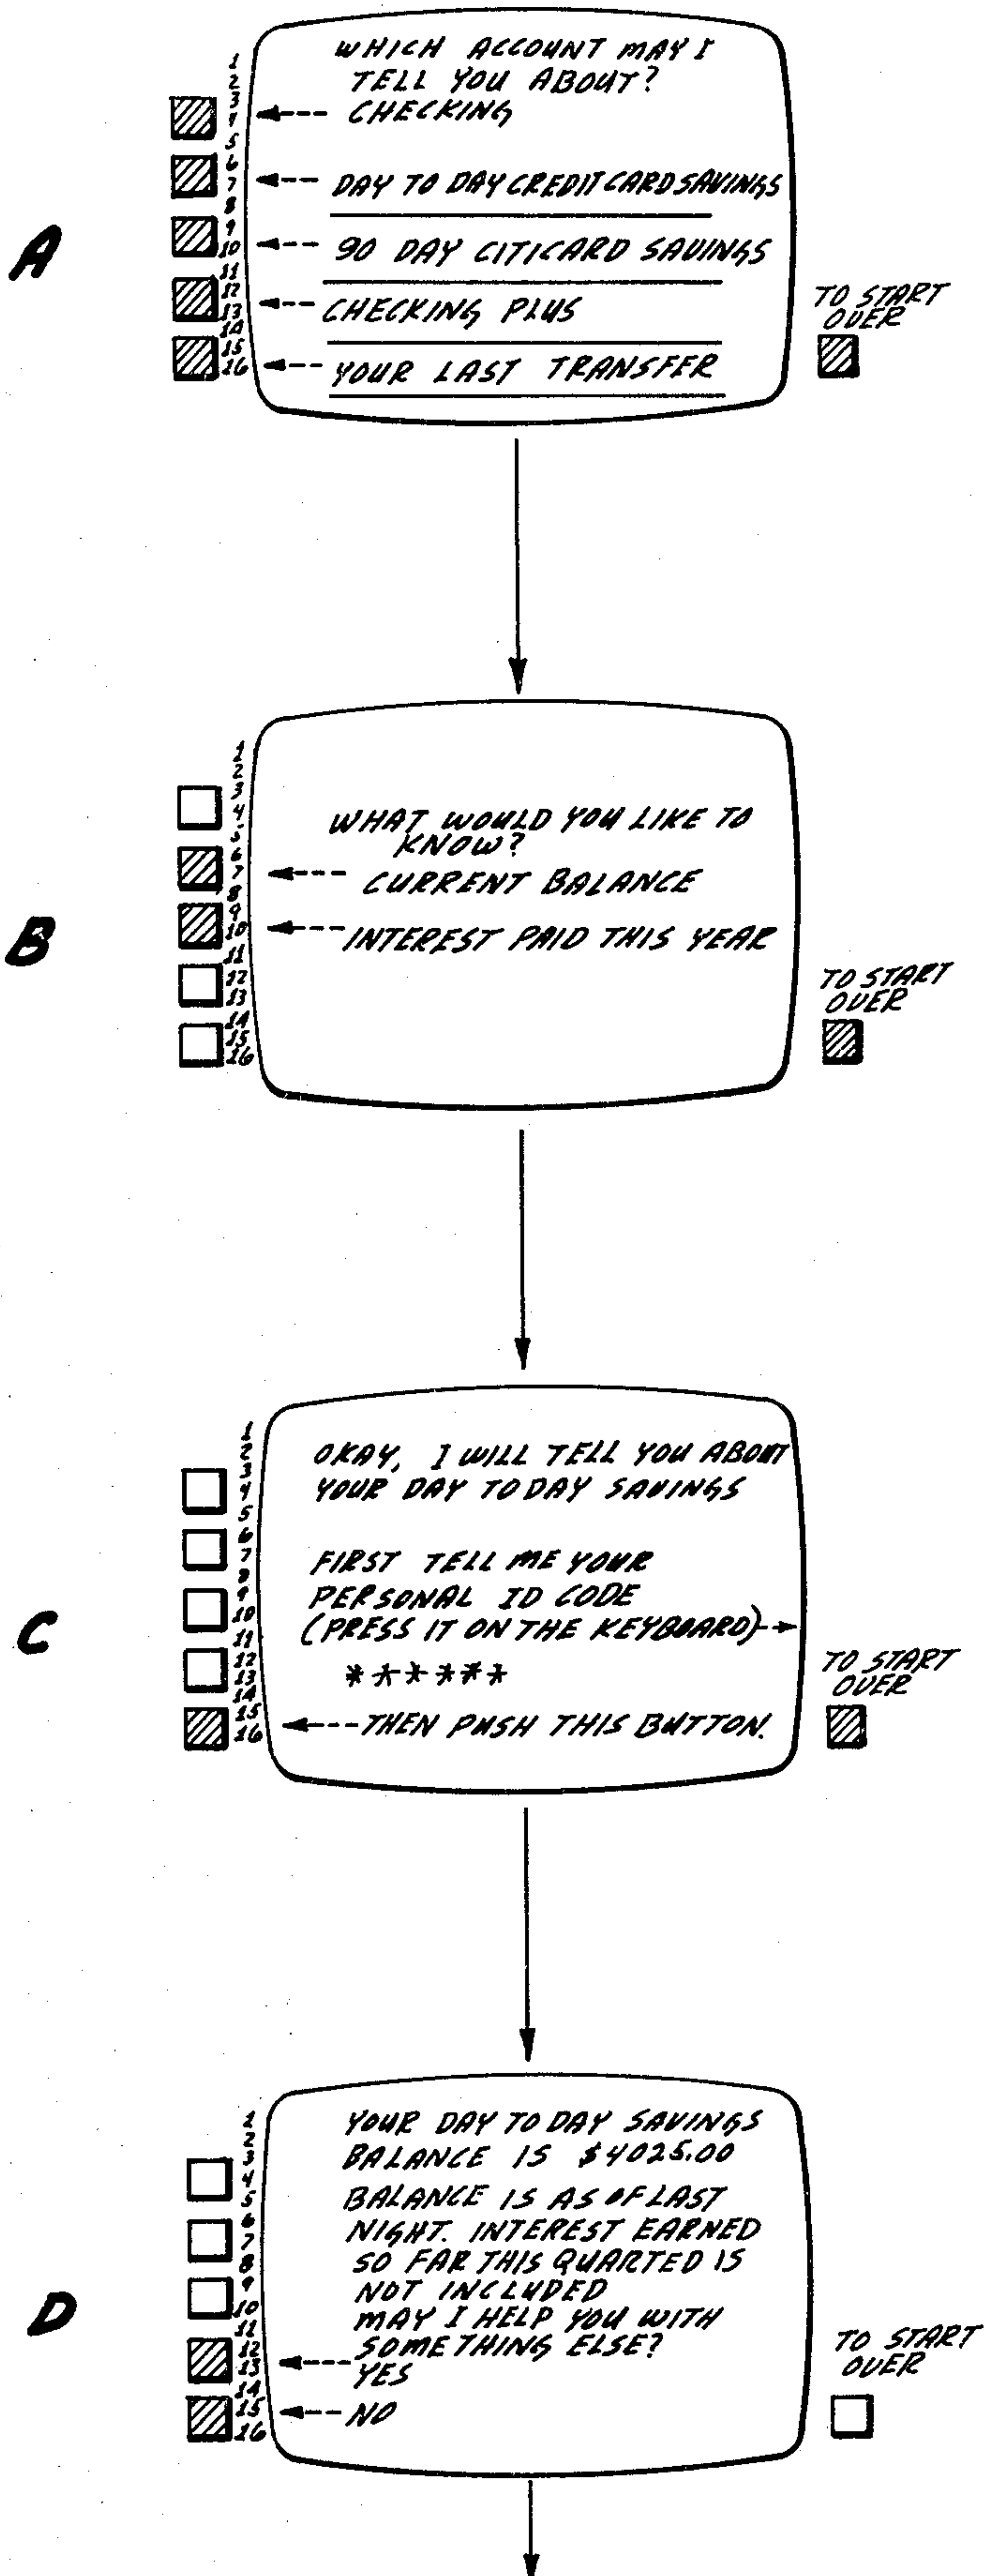 A
1
2
3
4
5
6
7
8
9
10
11
12
13
14
15
16
WHICH ACCOUNT MAY I
TELL YOU ABOUT?
CHECKING
DAY TO DAY CREDIT CARD SAVINGS
90 DAY CITICARD SAVINGS
CHECKING PLUS
YOUR LAST TRANSFER
TO START
OVER
B
1
2
3
4
5
6
7
8
9
10
11
12
13
14
15
16
WHAT WOULD YOU LIKE TO
KNOW?
CURRENT BALANCE
INTEREST PAID THIS YEAR
TO START
OVER
C
1
2
3
4
5
6
7
8
9
10
11
12
13
14
15
16
OKAY, I WILL TELL YOU ABOUT
YOUR DAY TO DAY SAVINGS
FIRST TELL ME YOUR
PERSONAL ID CODE
(PRESS IT ON THE KEYBOARD)
******
THEN PUSH THIS BUTTON.
TO START
OVER
D
1
2
3
4
5
6
7
8
9
10
11
12
13
14
15
16
YOUR DAY TO DAY SAVINGS
BALANCE IS $4025.00
BALANCE IS AS OF LAST
NIGHT. INTEREST EARNED
SO FAR THIS QUARTED IS
NOT INCLUDED
MAY I HELP YOU WITH
SOMETHING ELSE?
YES
NO
TO START
OVER